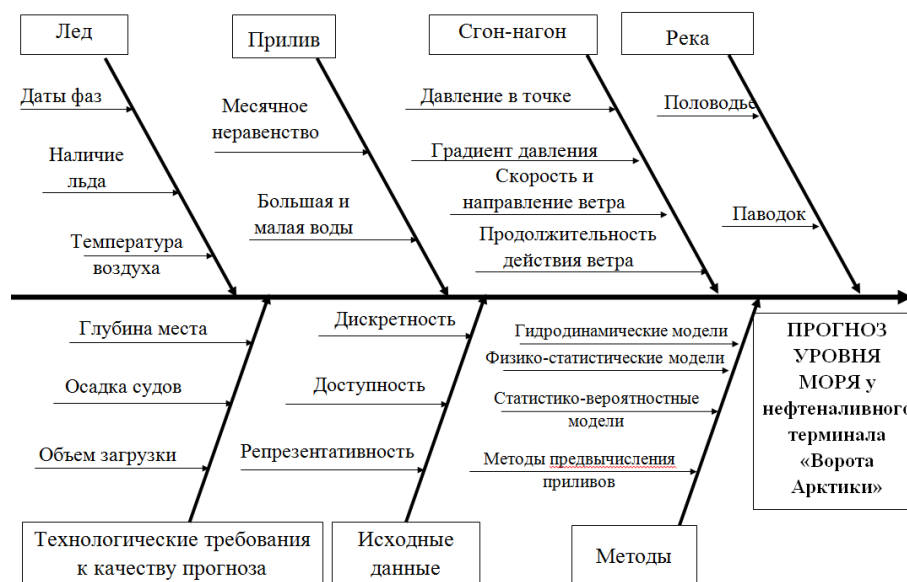 Лед
Прилив
Сгон-нагон
Река
Даты фаз
Наличие
льда
Температура
воздуха
Месячное
неравенство
Большая и
малая воды
Давление в точке
Градиент давления
Скорость и
направление ветра
Продолжительность
действия ветра
Половодье
Паводок
Глубина места
Осадка судов
Объем загрузки
Дискретность
Доступность
Репрезентативность
Гидродинамические модели
Физико-статистические модели
Статистико-вероятностные
модели
Методы предвычисления
приливов
ПРОГНОЗ
УРОВНЯ
МОРЯ у
нефтеналивного
терминала
«Ворота
Арктики»
Технологические требования
к качеству прогноза
Исходные
данные
Методы